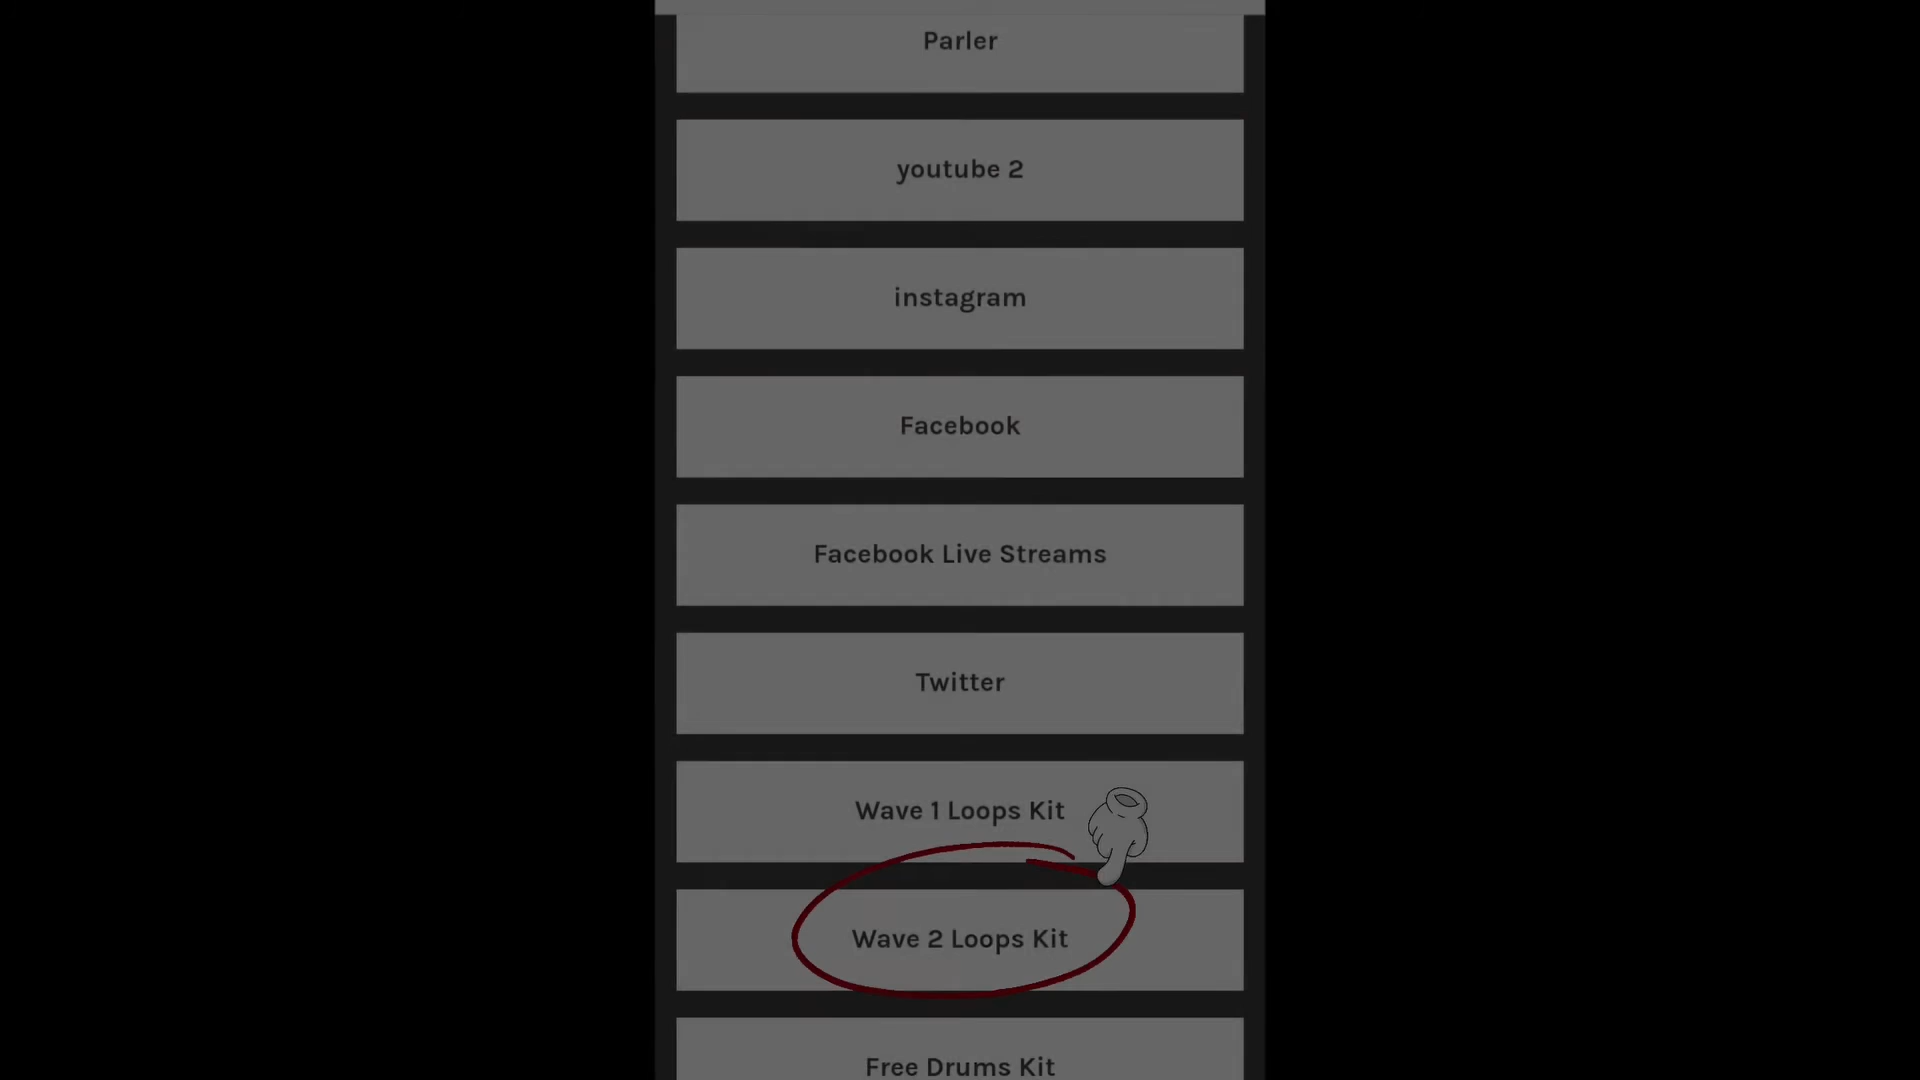 Parler
youtube 2
instagram
Facebook
Facebook Live Streams
Twitter
Wave 1 Loops Kit
Wave 2 Loops Kit
Free Drums Kit